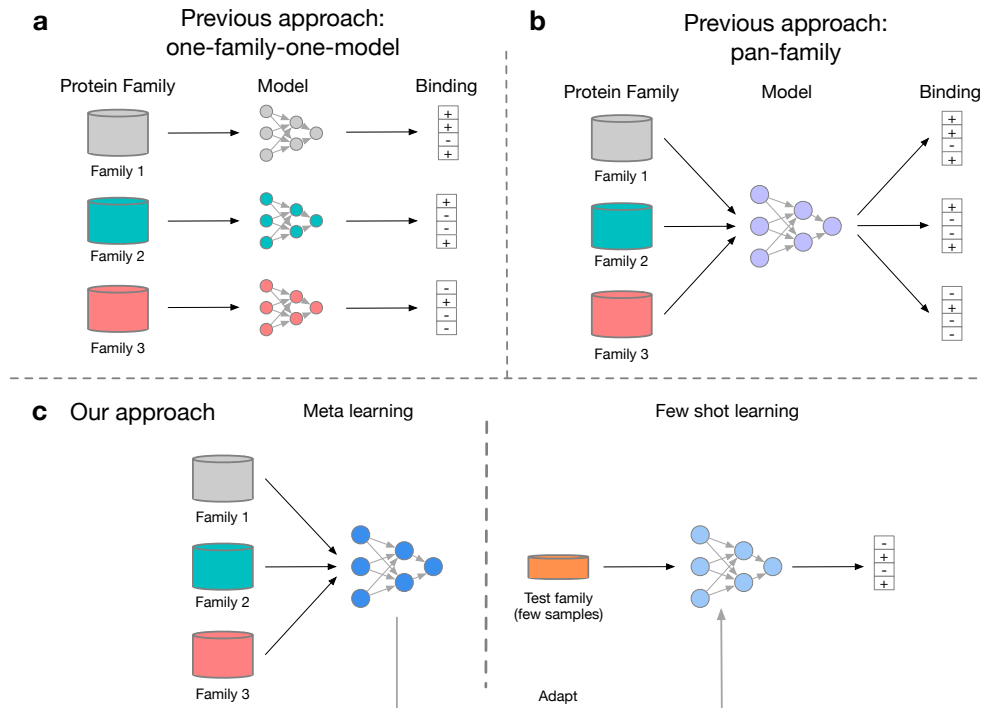 a
Previous approach:
one-family-one-model
Protein Family
Model
Binding
Family 1
+
+
-
+
Family 2
+
-
-
+
Family 3
-
+
-
-
b
Previous approach:
pan-family
Protein Family
Model
Binding
Family 1
Family 2
Family 3
+
+
-
+
+
-
-
+
-
+
-
-
c Our approach
Meta learning
Family 1
Family 2
Family 3
Few shot learning
Test family
(few samples)
-
+
-
+
Adapt